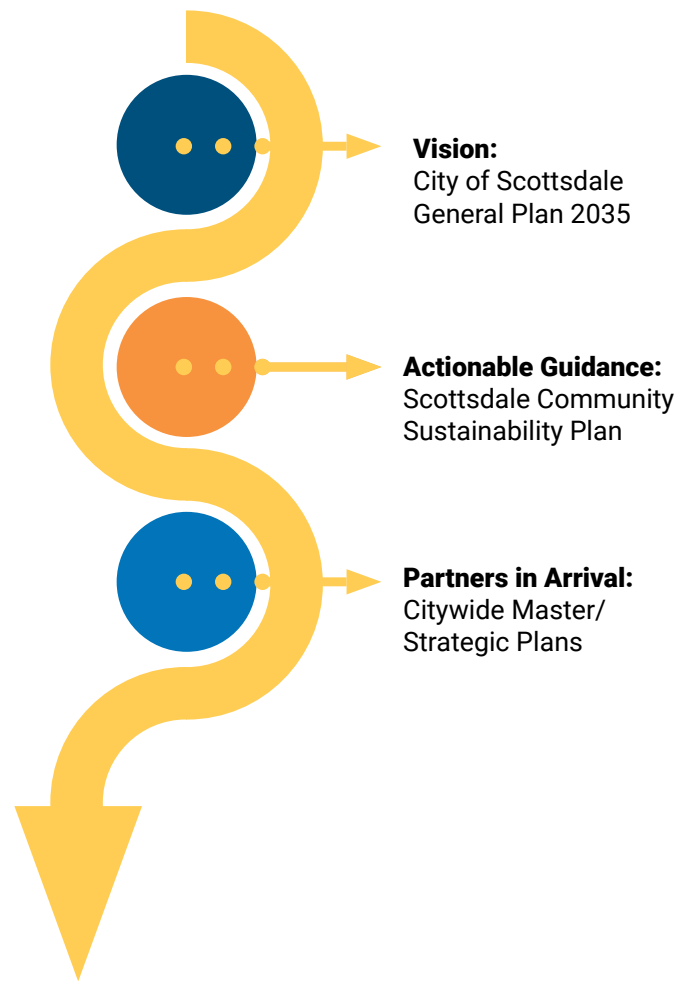 Vision:
City of Scottsdale
General Plan 2035
Actionable Guidance:
Scottsdale Community
Sustainability Plan
Partners in Arrival:
Citywide Master/
Strategic Plans